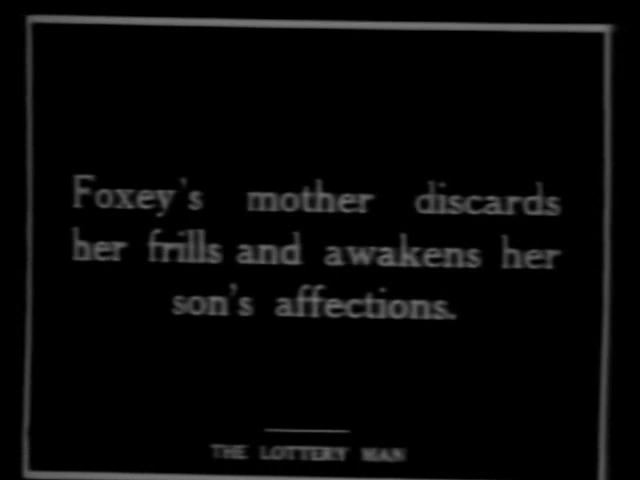 Foxey's mother discards
her frills and awakens her
son's affections.
THE LOTTERY MAN